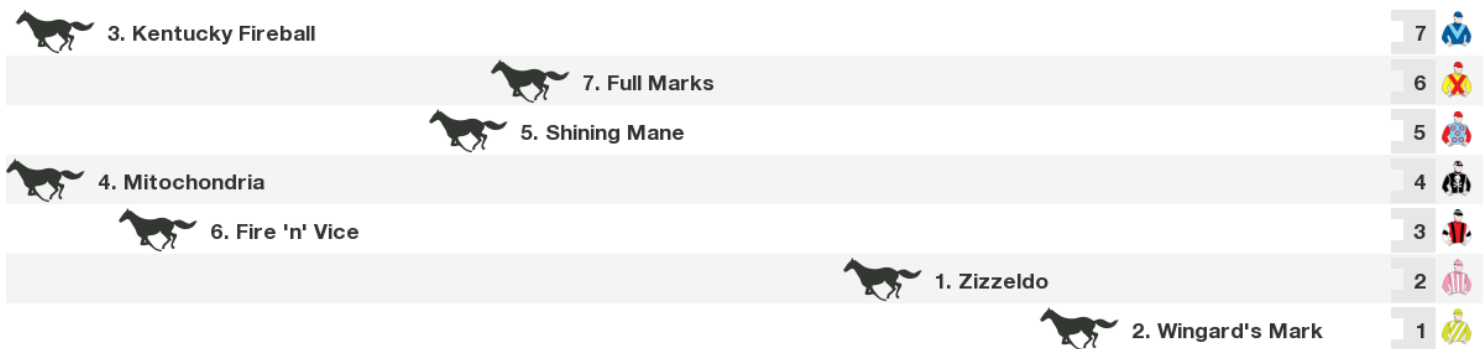 3. Kentucky Fireball 7
7. Full Marks 6
5. Shining Mane 5
4. Mitochondria 4
6. Fire 'n' Vice 3
1. Zizzeldo 2
2. Wingard's Mark 1